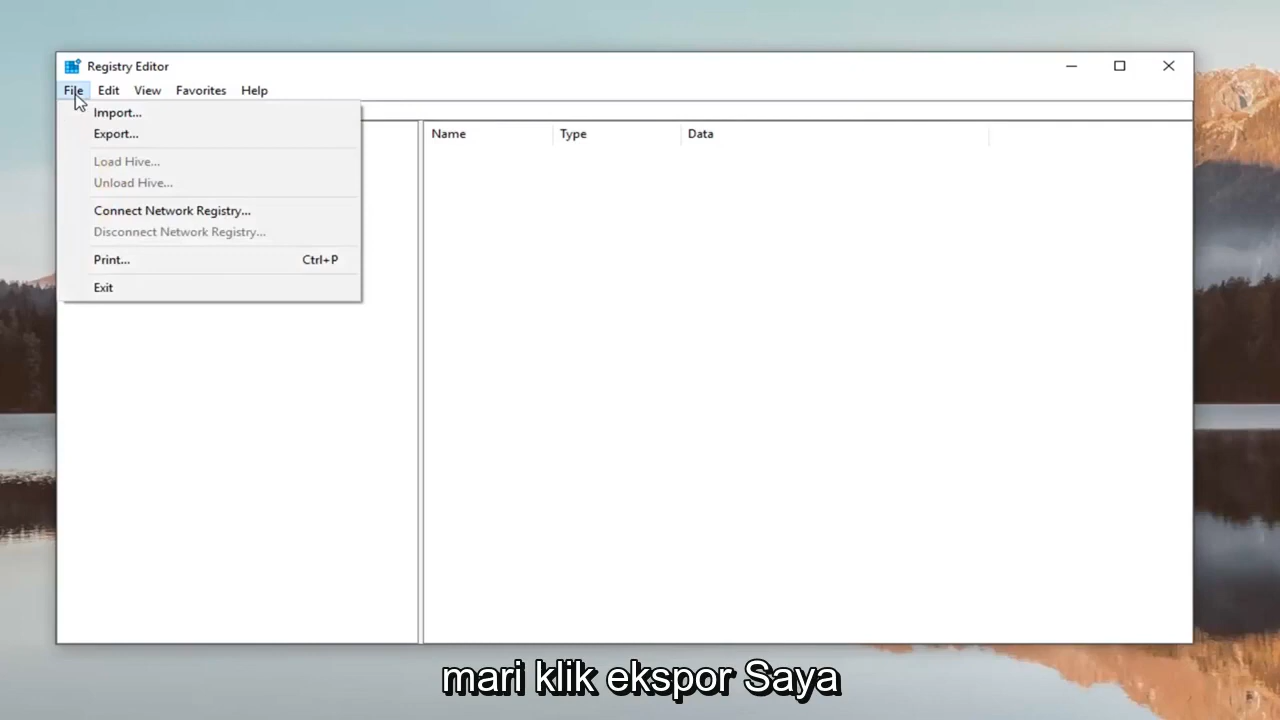 Registry Editor
File Edit View Favorites Help
Import...
Export...
Load Hive...
Unload Hive...
Connect Network Registry...
Disconnect Network Registry...
Print... Ctrl+P
Exit
Name Type Data
mari klik ekspor Saya